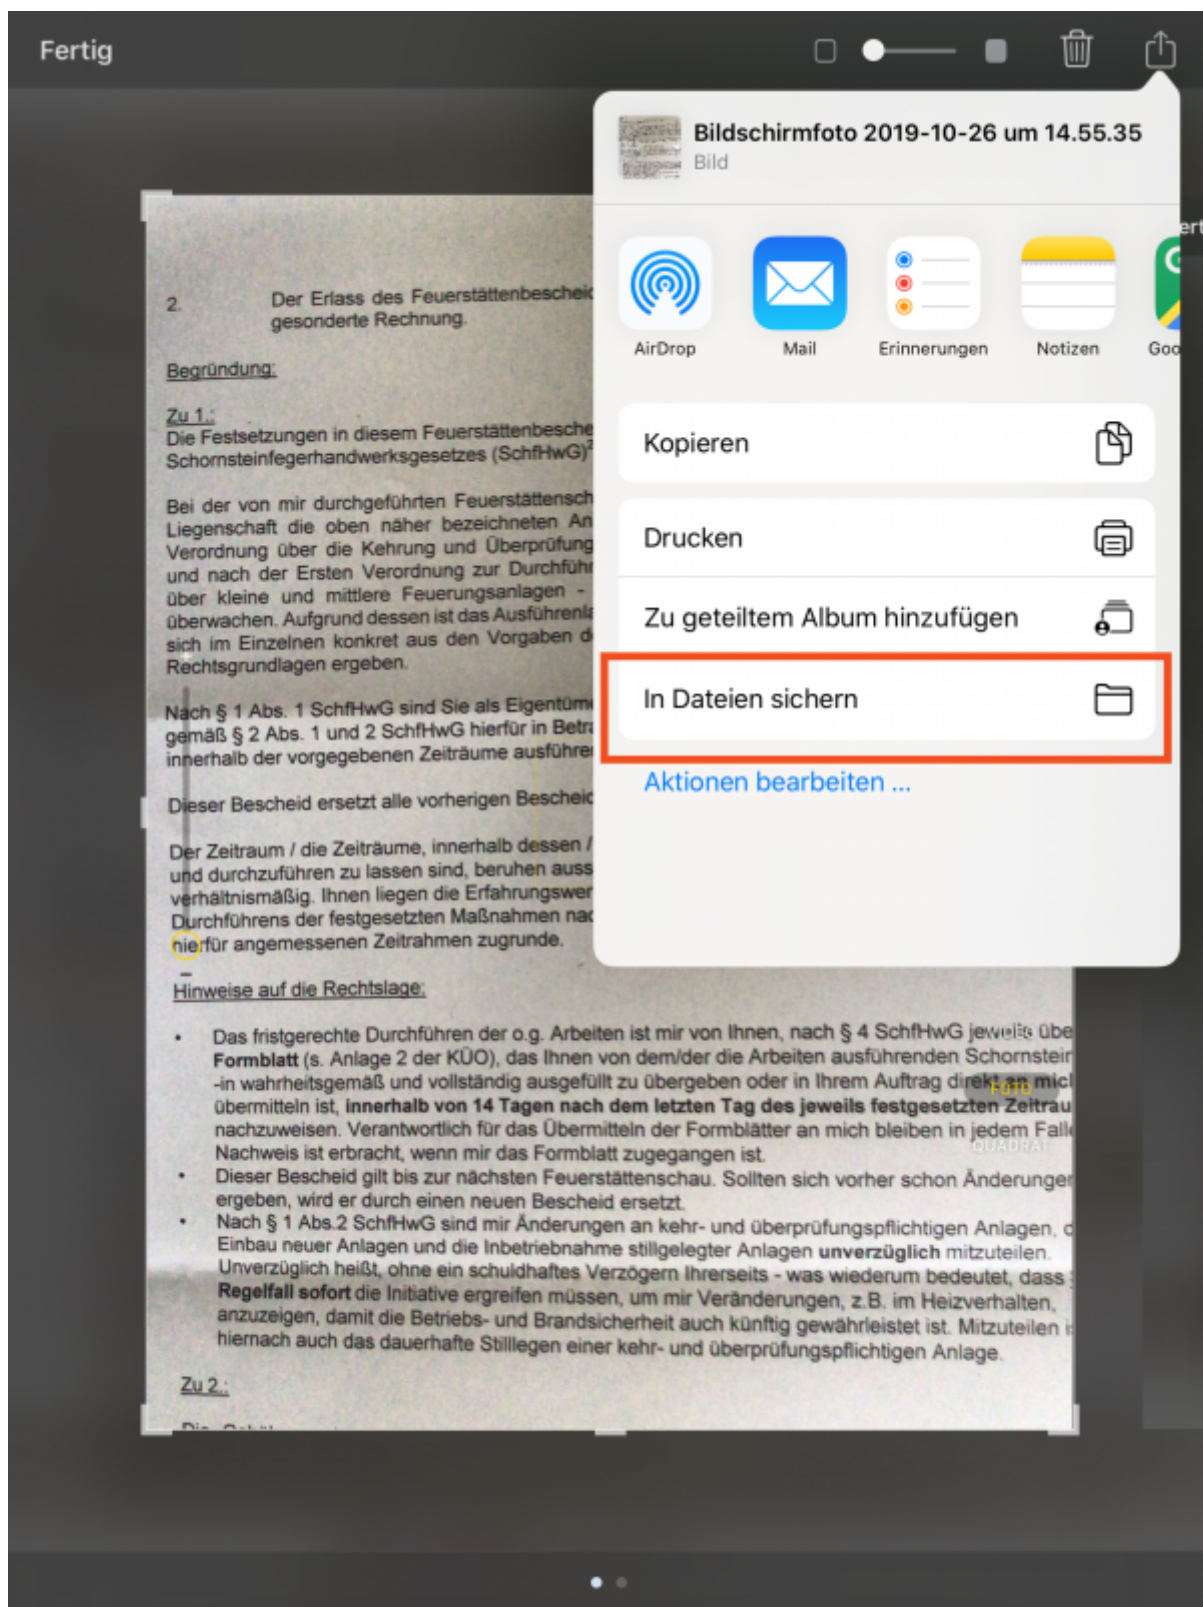 Fertig
Bildschirmfoto 2019-10-26 um 14.55.35
Bild
AirDrop
Mail
Erinnerungen
Notizen
Goo
Kopieren
Drucken
Zu geteiltem Album hinzufügen
In Dateien sichern
Aktionen bearbeiten ...
ert
2. Der Erlass des Feuerstättenbescheid
gesonderte Rechnung.
Begründung:
Zu 1.:
Die Festsetzungen in diesem Feuerstättenbesche
Schornsteinfegerhandwerksgesetzes (SchfHwG)²
Bei der von mir durchgeführten Feuerstättensch
Liegenschaft die oben näher bezeichneten An
Verordnung über die Kehrung und Überprüfung
und nach der Ersten Verordnung zur Durchführ
über kleine und mittlere Feuerungsanlagen -
überwachen. Aufgrund dessen ist das Ausführenla
sich im Einzelnen konkret aus den Vorgaben d
Rechtsgrundlagen ergeben.
Nach § 1 Abs. 1 SchfHwG sind Sie als Eigentüme
gemäß § 2 Abs. 1 und 2 SchfHwG hierfür in Betra
innerhalb der vorgegebenen Zeiträume ausführen
Dieser Bescheid ersetzt alle vorherigen Bescheid
Der Zeitraum / die Zeiträume, innerhalb dessen /
und durchzuführen zu lassen sind, beruhen auss
verhältnismäßig. Ihnen liegen die Erfahrungswer
Durchführens der festgesetzten Maßnahmen nac
hierfür angemessenen Zeitrahmen zugrunde.
Hinweise auf die Rechtslage:
• Das fristgerechte Durchführen der o.g. Arbeiten ist mir von Ihnen, nach § 4 SchfHwG jeweils übe
Formblatt (s. Anlage 2 der KÜO), das Ihnen von dem/der die Arbeiten ausführenden Schornstein
-in wahrheitsgemäß und vollständig ausgefüllt zu übergeben oder in Ihrem Auftrag direkt an mich
FOTO
übermitteln ist, innerhalb von 14 Tagen nach dem letzten Tag des jeweils festgesetzten Zeitrau
nachzuweisen. Verantwortlich für das Übermitteln der Formblätter an mich bleiben in jedem Falle
QUADRAT
Nachweis ist erbracht, wenn mir das Formblatt zugegangen ist.
• Dieser Bescheid gilt bis zur nächsten Feuerstättenschau. Sollten sich vorher schon Änderungen
ergeben, wird er durch einen neuen Bescheid ersetzt.
• Nach § 1 Abs.2 SchfHwG sind mir Änderungen an kehr- und überprüfungspflichtigen Anlagen, d
Einbau neuer Anlagen und die Inbetriebnahme stillgelegter Anlagen unverzüglich mitzuteilen.
Unverzüglich heißt, ohne ein schuldhaftes Verzögern Ihrerseits - was wiederum bedeutet, dass
Regelfall sofort die Initiative ergreifen müssen, um mir Veränderungen, z.B. im Heizverhalten,
anzuzeigen, damit die Betriebs- und Brandsicherheit auch künftig gewährleistet ist. Mitzuteilen is
hiernach auch das dauerhafte Stilllegen einer kehr- und überprüfungspflichtigen Anlage.
Zu 2.: